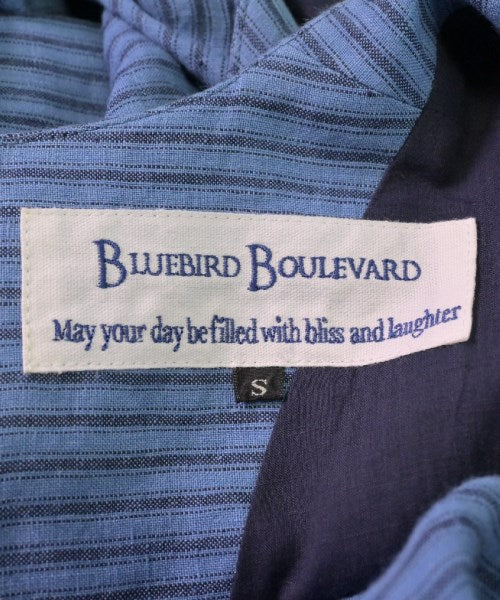 BLUEBIRD BOULEVARD
May your day be filled with bliss and laughter
S